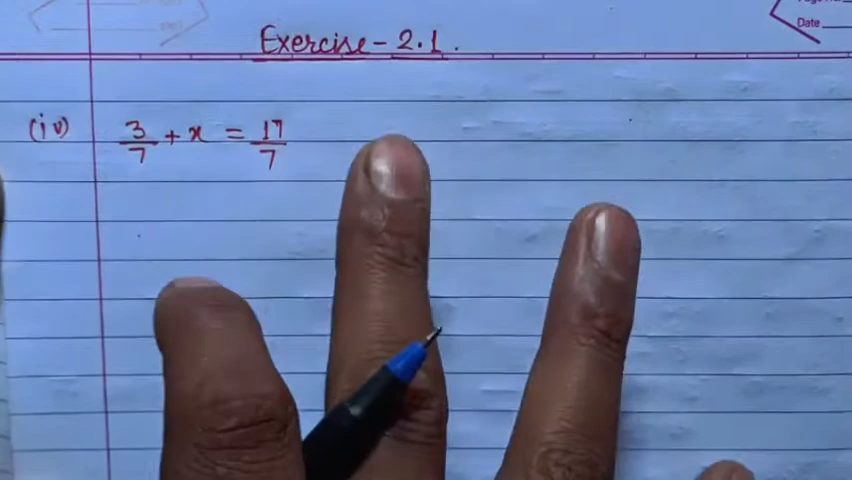 Date
Exercise - 2.1.
(iv) 3/7 + x = 17/7